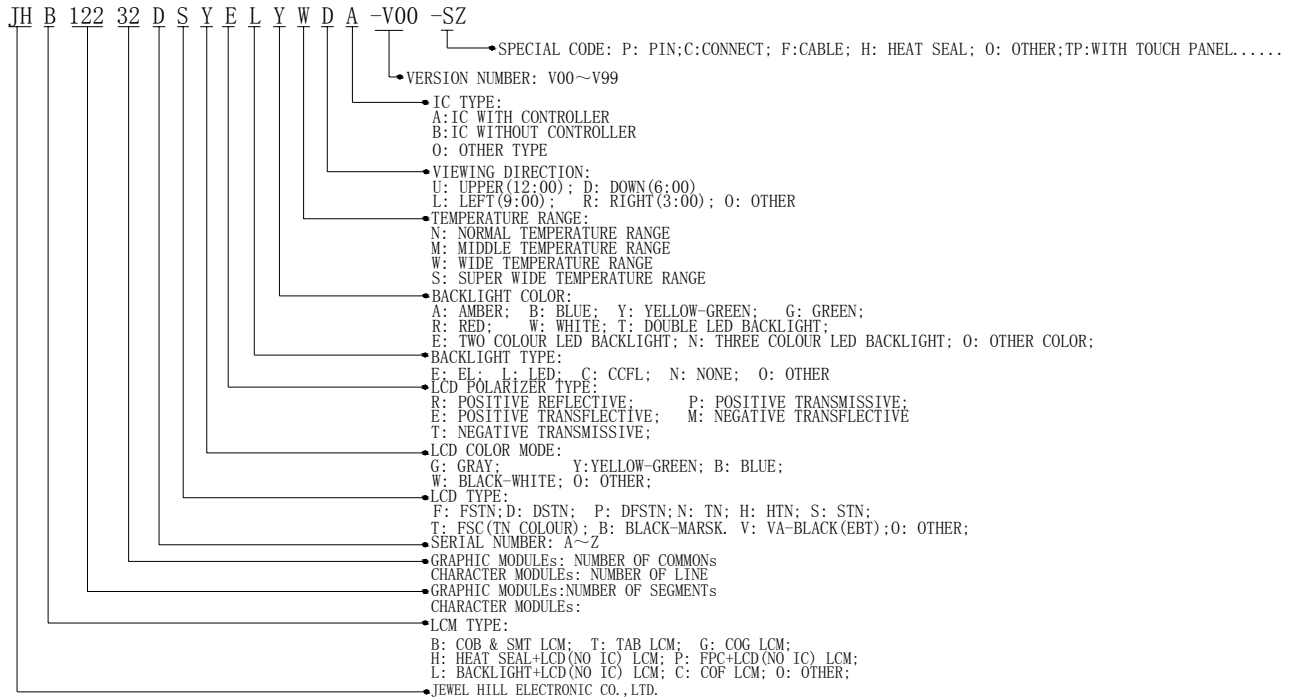 JH B 122 32 D S Y E L Y W D A -V00 -SZ
SPECIAL CODE: P: PIN;C:CONNECT; F:CABLE; H: HEAT SEAL; O: OTHER;TP:WITH TOUCH PANEL......
VERSION NUMBER: V00～V99
IC TYPE:
A:IC WITH CONTROLLER
B:IC WITHOUT CONTROLLER
O: OTHER TYPE
VIEWING DIRECTION:
U: UPPER(12:00); D: DOWN(6:00)
L: LEFT(9:00); R: RIGHT(3:00); O: OTHER
TEMPERATURE RANGE:
N: NORMAL TEMPERATURE RANGE
M: MIDDLE TEMPERATURE RANGE
W: WIDE TEMPERATURE RANGE
S: SUPER WIDE TEMPERATURE RANGE
BACKLIGHT COLOR:
A: AMBER; B: BLUE; Y: YELLOW-GREEN; G: GREEN;
R: RED; W: WHITE; T: DOUBLE LED BACKLIGHT;
E: TWO COLOUR LED BACKLIGHT; N: THREE COLOUR LED BACKLIGHT; O: OTHER COLOR;
BACKLIGHT TYPE:
E: EL; L: LED; C: CCFL; N: NONE; O: OTHER
LCD POLARIZER TYPE:
R: POSITIVE REFLECTIVE; P: POSITIVE TRANSMISSIVE;
E: POSITIVE TRANSFLECTIVE; M: NEGATIVE TRANSFLECTIVE
T: NEGATIVE TRANSMISSIVE;
LCD COLOR MODE:
G: GRAY; Y:YELLOW-GREEN; B: BLUE;
W: BLACK-WHITE; O: OTHER;
LCD TYPE:
F: FSTN;D: DSTN; P: DFSTN;N: TN; H: HTN; S: STN;
T: FSC(TN COLOUR); B: BLACK-MARSK. V: VA-BLACK(EBT);O: OTHER;
SERIAL NUMBER: A～Z
GRAPHIC MODULEs: NUMBER OF COMMONs
CHARACTER MODULEs: NUMBER OF LINE
GRAPHIC MODULEs:NUMBER OF SEGMENTs
CHARACTER MODULEs:
LCM TYPE:
B: COB & SMT LCM; T: TAB LCM; G: COG LCM;
H: HEAT SEAL+LCD(NO IC) LCM; P: FPC+LCD(NO IC) LCM;
L: BACKLIGHT+LCD(NO IC) LCM; C: COF LCM; O: OTHER;
JEWEL HILL ELECTRONIC CO.,LTD.